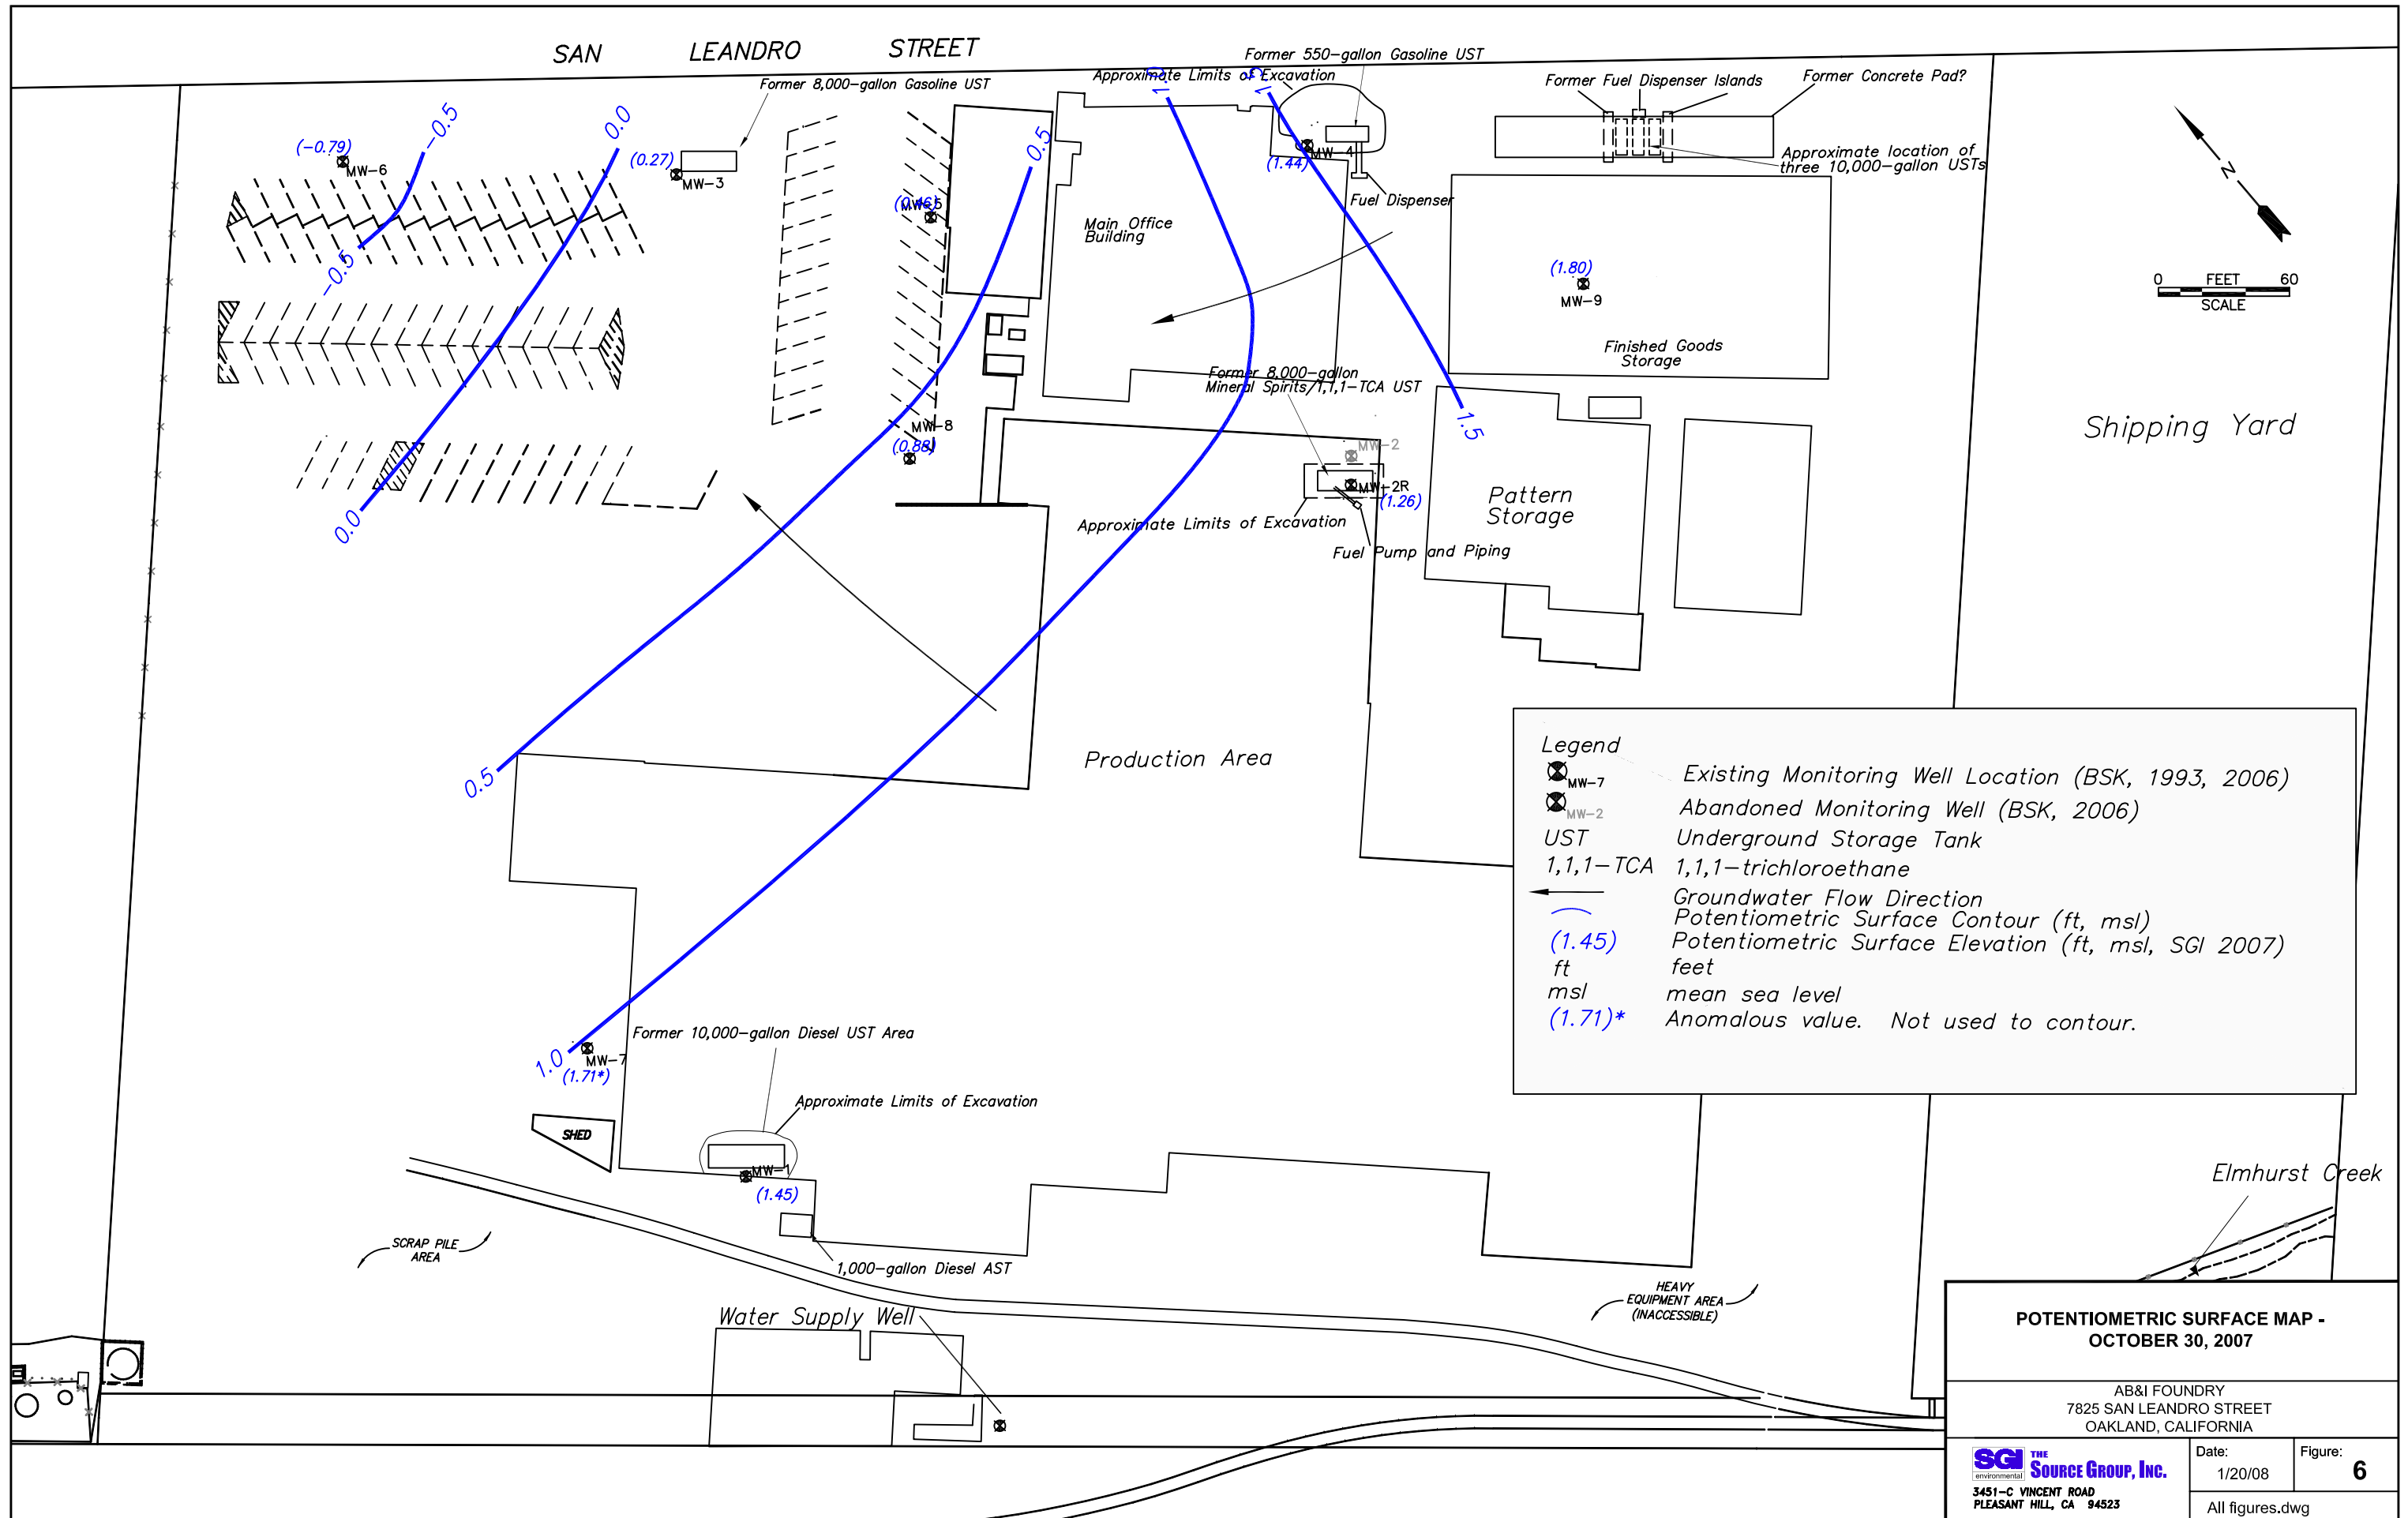 SAN LEANDRO STREET
Former 550-gallon Gasoline UST
Approximate Limits of Excavation
Former 8,000-gallon Gasoline UST
Former Fuel Dispenser Islands
Former Concrete Pad?
1.0
1.5
-0.5
0.0
0.5
(-0.79)
MW-6
(0.27)
MW-3
MW-4
(1.44)
Approximate location of
three 10,000-gallon USTs
N
Fuel Dispenser
(0.46)
MW-5
Main Office
Building
-0.5
(1.80)
MW-9
0 FEET 60
SCALE
Finished Goods
Storage
Former 8,000-gallon
Mineral Spirits/1,1,1-TCA UST
1.5
Shipping Yard
MW-8
(0.88)
MW-2
MW-2R
(1.26)
Pattern
Storage
0.0
Approximate Limits of Excavation
Fuel Pump and Piping
0.5
Production Area
Legend
MW-7 Existing Monitoring Well Location (BSK, 1993, 2006)
MW-2 Abandoned Monitoring Well (BSK, 2006)
UST Underground Storage Tank
1,1,1-TCA 1,1,1-trichloroethane
Groundwater Flow Direction
Potentiometric Surface Contour (ft, msl)
(1.45) Potentiometric Surface Elevation (ft, msl, SGI 2007)
ft feet
msl mean sea level
(1.71)* Anomalous value. Not used to contour.
Former 10,000-gallon Diesel UST Area
1.0
MW-7
(1.71*)
Approximate Limits of Excavation
SHED
MW-1
(1.45)
Elmhurst Creek
SCRAP PILE
AREA
1,000-gallon Diesel AST
HEAVY
EQUIPMENT AREA
(INACCESSIBLE)
Water Supply Well
POTENTIOMETRIC SURFACE MAP -
OCTOBER 30, 2007
AB&I FOUNDRY
7825 SAN LEANDRO STREET
OAKLAND, CALIFORNIA
SGI
environmental
THE
SOURCE GROUP, INC.
3451-C VINCENT ROAD
PLEASANT HILL, CA 94523
Date:
1/20/08
Figure:
6
All figures.dwg